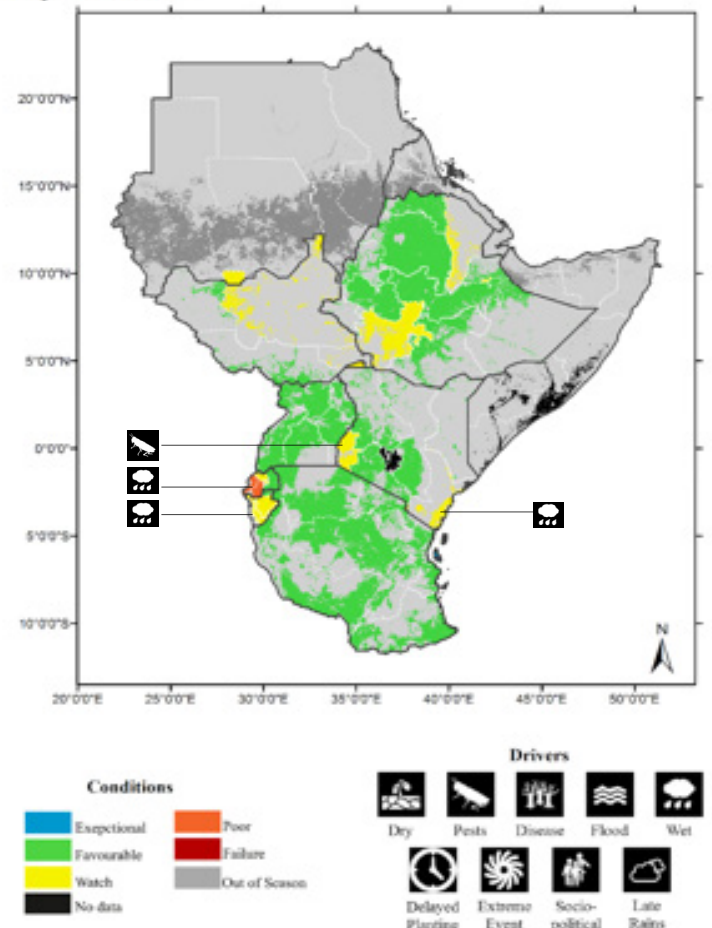 20°0'0"N
15°0'0"N
10°0'0"N
5°0'0"N
0°0'0"
5°0'0"S
10°0'0"S
N
20°0'0"E 25°0'0"E 30°0'0"E 35°0'0"E 40°0'0"E 45°0'0"E 50°0'0"E
Conditions
Exepctional
Favourable
Watch
No data
Poor
Failure
Out of Season
Drivers
Dry Pests Disease Flood Wet
Delayed Extreme Socio- Late
Planting Event political Rains